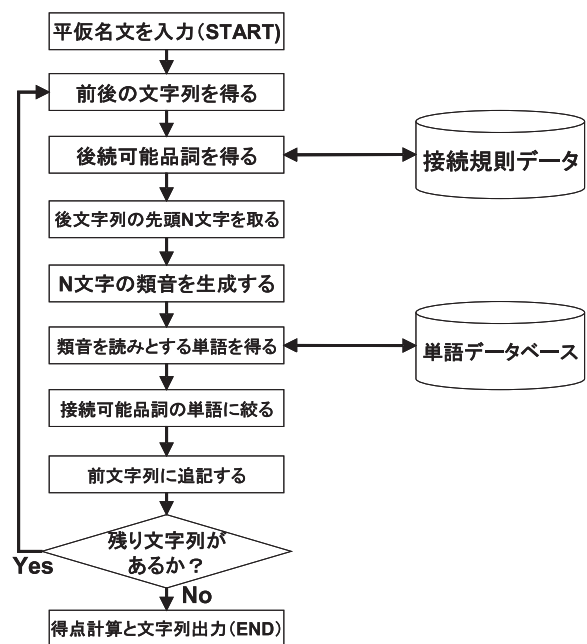 平仮名文を入力(START)
前後の文字列を得る
後続可能品詞を得る
接続規則データ
後文字列の先頭N文字を取る
N文字の類音を生成する
類音を読みとする単語を得る
単語データベース
接続可能品詞の単語に絞る
前文字列に追記する
残り文字列が
あるか？
Yes
No
得点計算と文字列出力(END)